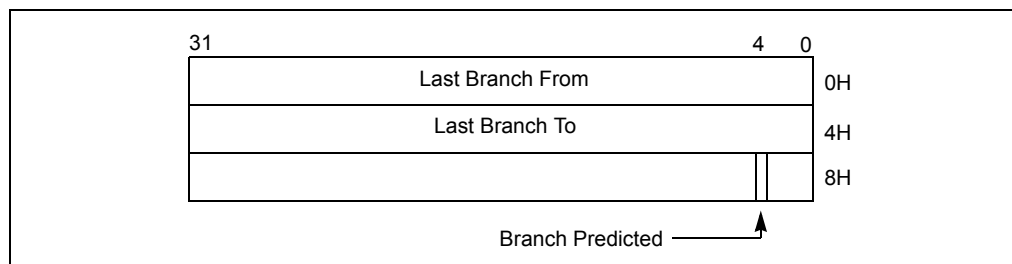 31 4 0
Last Branch From 0H
Last Branch To 4H
8H
Branch Predicted